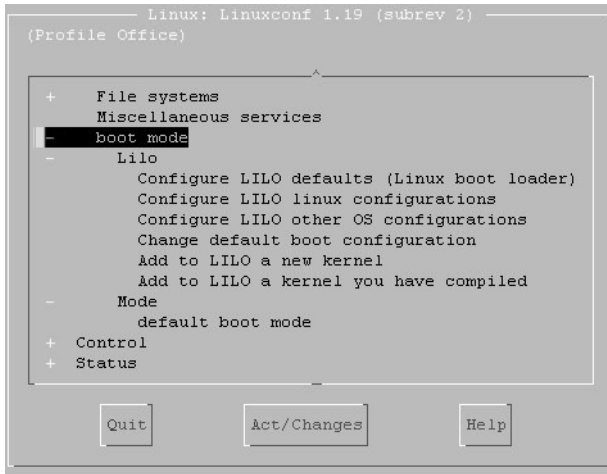 Linux: Linuxconf 1.19 (subrev 2)
(Profile Office)
+ File systems
Miscellaneous services
- boot mode
- Lilo
Configure LILO defaults (Linux boot loader)
Configure LILO linux configurations
Configure LILO other OS configurations
Change default boot configuration
Add to LILO a new kernel
Add to LILO a kernel you have compiled
- Mode
default boot mode
+ Control
+ Status
Quit Act/Changes Help